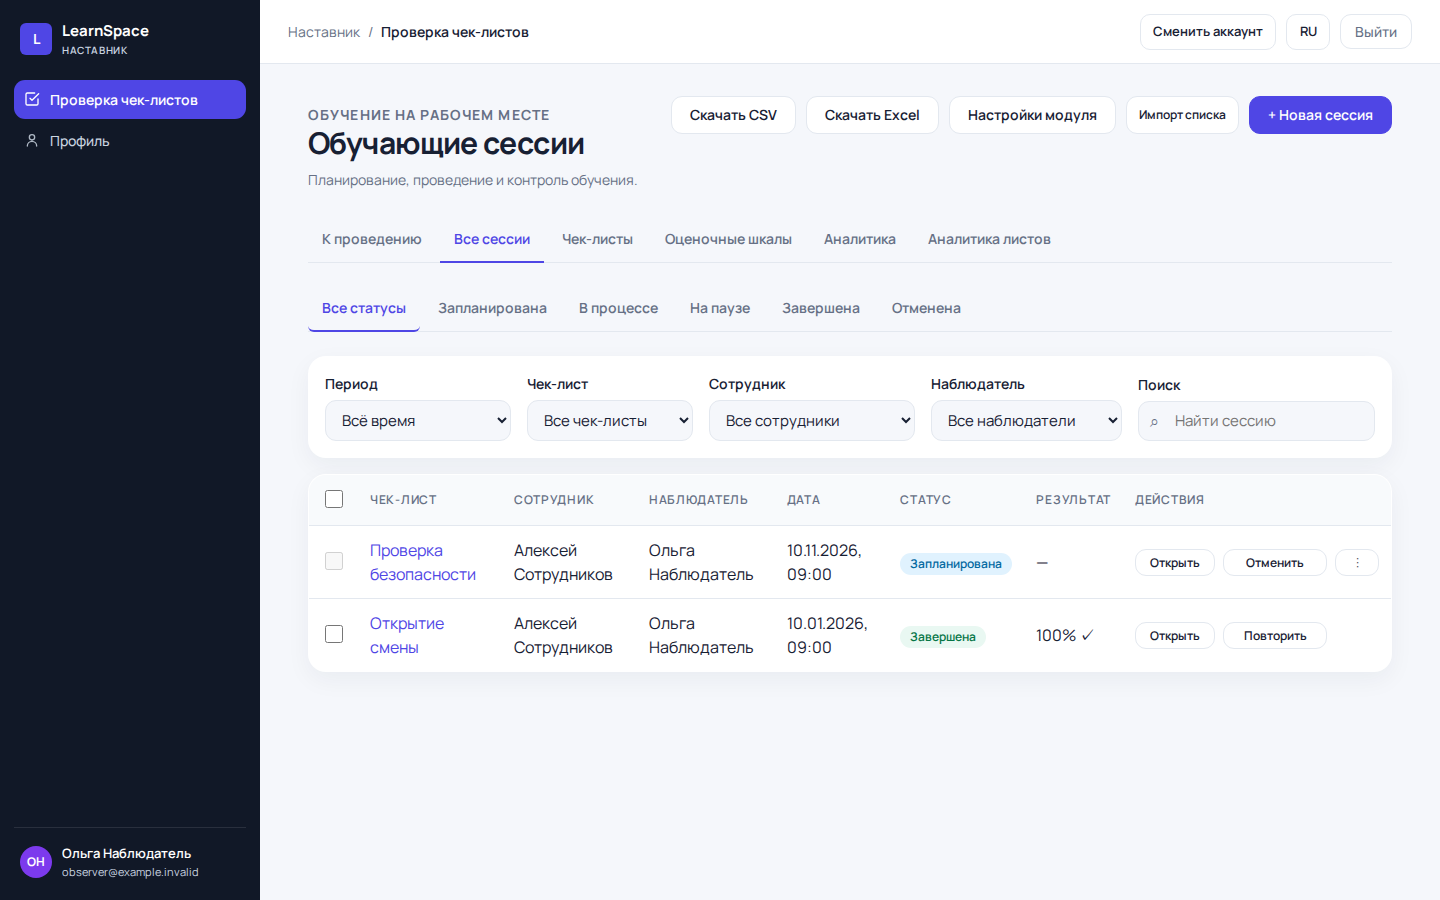 L
LearnSpace
НАСТАВНИК
Проверка чек-листов
Профиль
ОН
Ольга Наблюдатель
observer@example.invalid
Наставник / Проверка чек-листов
Сменить аккаунт
RU
Выйти
ОБУЧЕНИЕ НА РАБОЧЕМ МЕСТЕ
Обучающие сессии
Планирование, проведение и контроль обучения.
Скачать CSV
Скачать Excel
Настройки модуля
Импорт списка
+ Новая сессия
К проведению Все сессии Чек-листы Оценочные шкалы Аналитика Аналитика листов
Все статусы Запланирована В процессе На паузе Завершена Отменена
Период Чек-лист Сотрудник Наблюдатель Поиск
Всё время Все чек-листы Все сотрудники Все наблюдатели Найти сессию
ЧЕК-ЛИСТ СОТРУДНИК НАБЛЮДАТЕЛЬ ДАТА СТАТУС РЕЗУЛЬТАТ ДЕЙСТВИЯ
Проверка безопасности
Алексей Сотрудников
Ольга Наблюдатель
10.11.2026, 09:00
Запланирована
—
Открыть
Отменить
⋮
Открытие смены
Алексей Сотрудников
Ольга Наблюдатель
10.01.2026, 09:00
Завершена
100% ✓
Открыть
Повторить